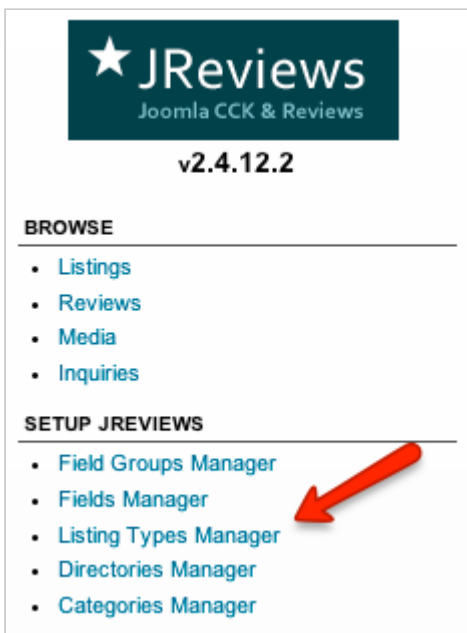 JReviews
Joomla CCK & Reviews
v2.4.12.2
BROWSE
Listings
Reviews
Media
Inquiries
SETUP JREVIEWS
Field Groups Manager
Fields Manager
Listing Types Manager
Directories Manager
Categories Manager